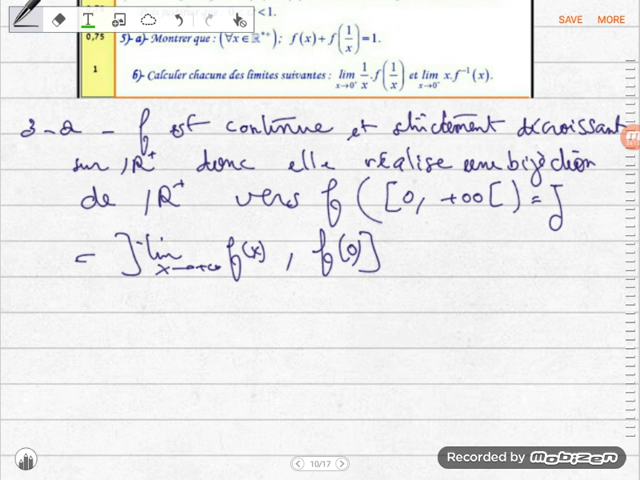 SAVE MORE
< 1.
0,75 5)- a)- Montrer que : (∀x ∈ ℝ*⁺); f(x) + f(1/x) = 1.
1 б)- Calculer chacune des limites suivantes : lim x→0⁺ 1/x . f(1/x) et lim x→0⁺ x.f⁻¹(x).
3-a - f est continue et strictement décroissant
sur /R⁺ donc elle réalise une bijection
de /R⁺ vers f ([0, +∞[) = ]
= ] lim x→+∞ f(x), f(0)]
10/17
Recorded by Mobizen